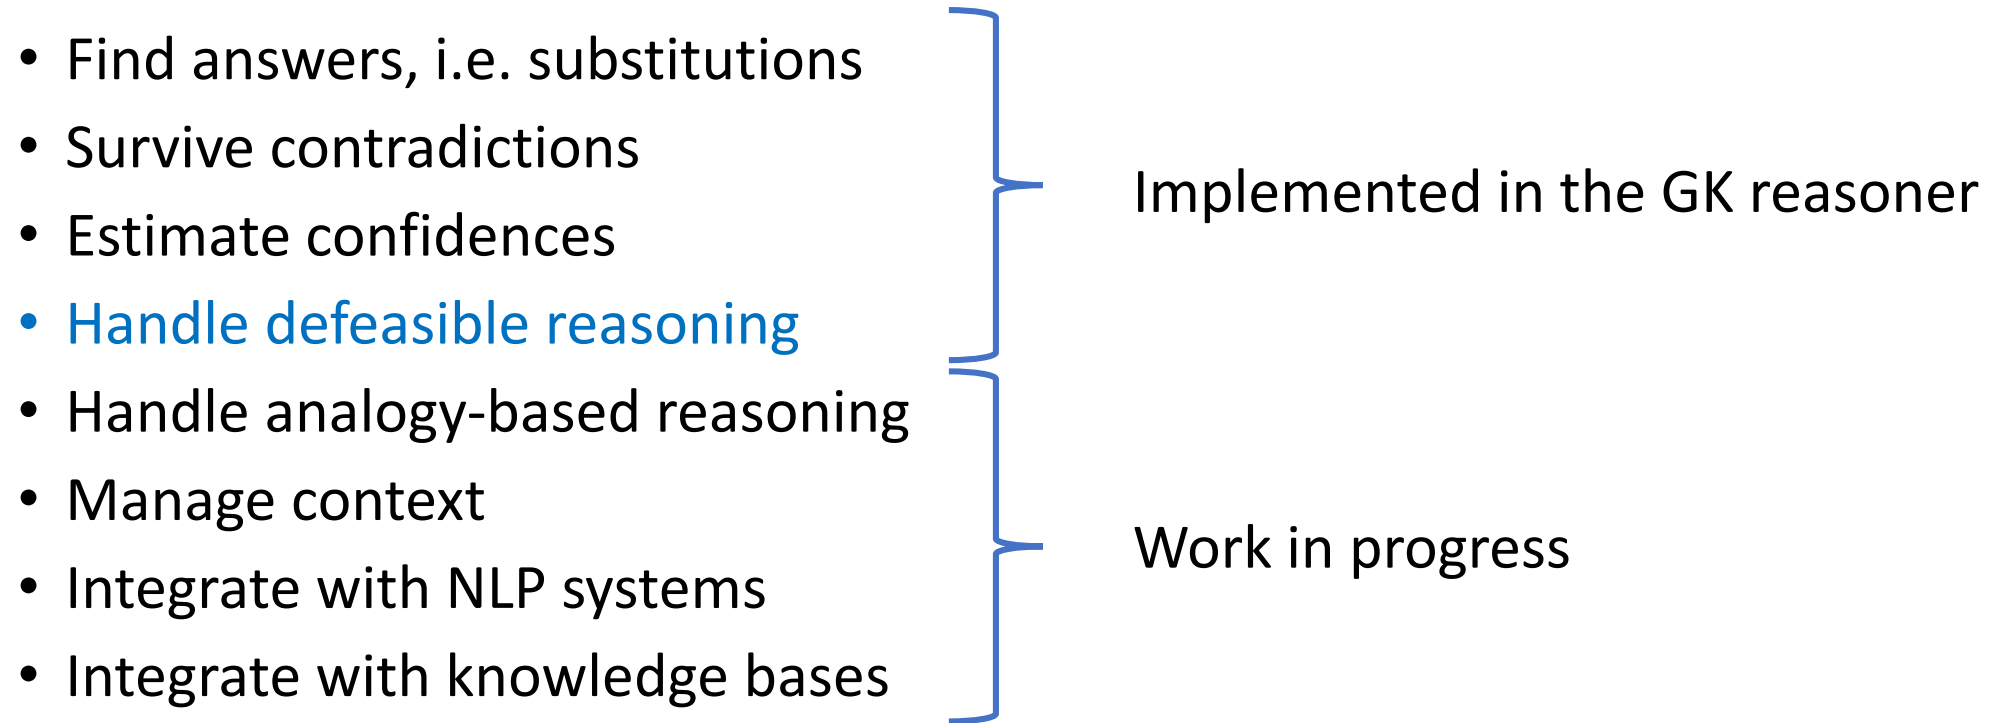 • Find answers, i.e. substitutions
• Survive contradictions
• Estimate confidences
• Handle defeasible reasoning
Implemented in the GK reasoner
• Handle analogy-based reasoning
• Manage context
• Integrate with NLP systems
• Integrate with knowledge bases
Work in progress